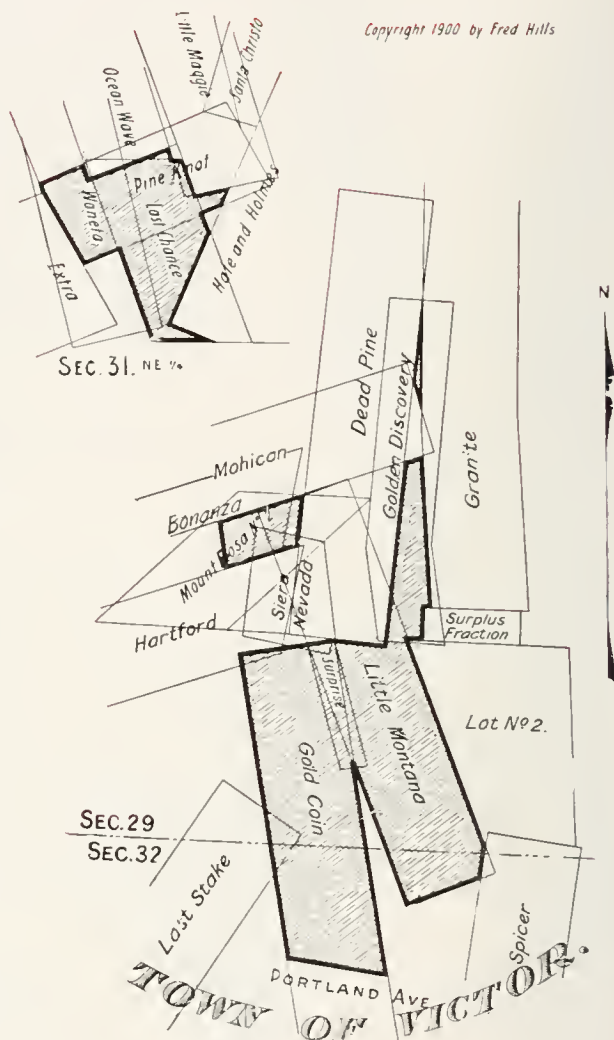 Copyright 1900 by Fred Hills
Little Maggie
Santa Christo
Ocean Wave
Pine Knot
Waneta
Last Chance
Hale and Holmes
Extra
SEC. 31. NE ¼
N
Dead Pine
Golden Discovery
Granite
Mohican
Bonanza
Mount Rosa Nº 2
Siera Nevada
Hartford
Surplus
Fraction
Surprise
Little Montana
Lot Nº 2.
Gold Coin
SEC. 29
SEC. 32
Last Stake
Spicer
PORTLAND AVE
TOWN OF VICTOR.